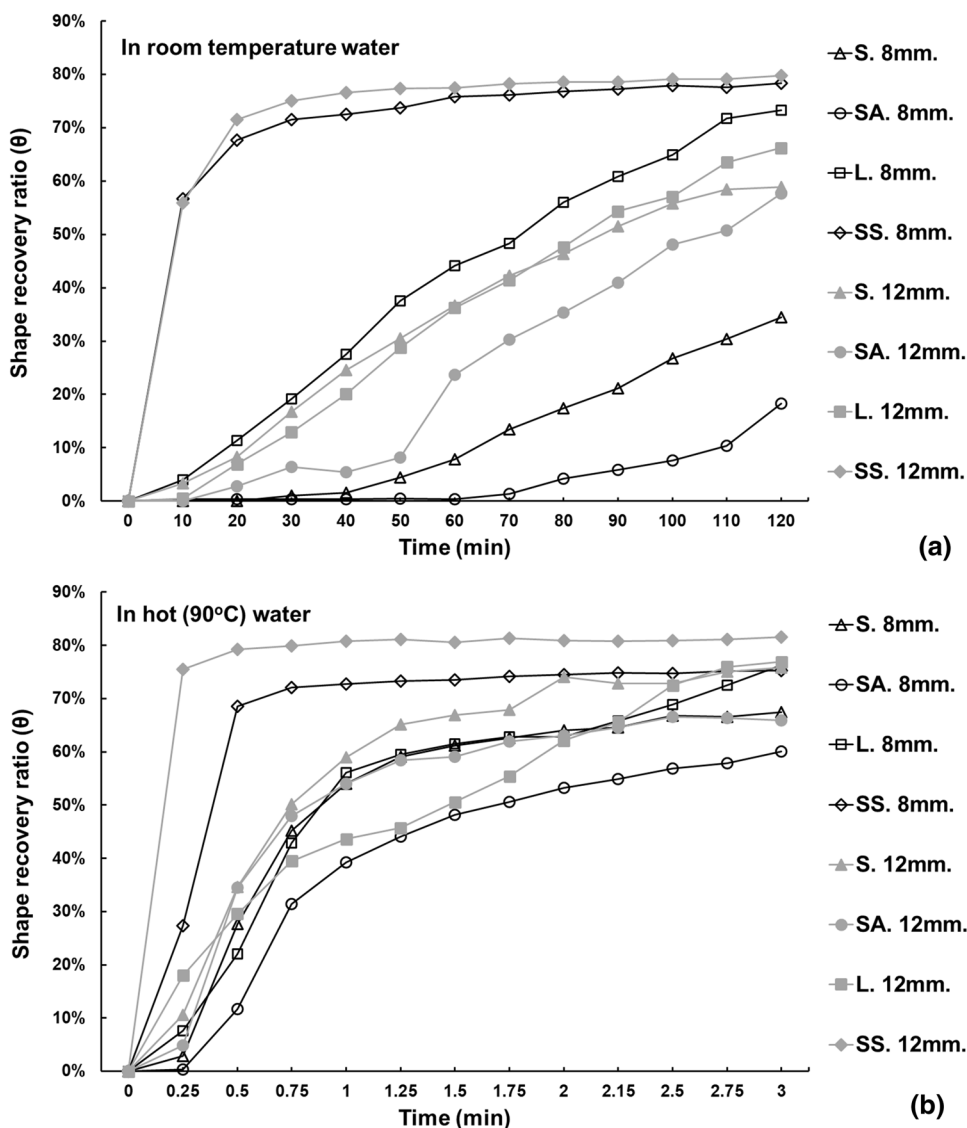 90%
80%
70%
60%
50%
40%
30%
20%
10%
0%
Shape recovery ratio (θ)
In room temperature water
0 10 20 30 40 50 60 70 80 90 100 110 120
Time (min)
S. 8mm.
SA. 8mm.
L. 8mm.
SS. 8mm.
S. 12mm.
SA. 12mm.
L. 12mm.
SS. 12mm.
(a)
90%
80%
70%
60%
50%
40%
30%
20%
10%
0%
Shape recovery ratio (θ)
In hot (90ºC) water
0 0.25 0.5 0.75 1 1.25 1.5 1.75 2 2.15 2.5 2.75 3
Time (min)
S. 8mm.
SA. 8mm.
L. 8mm.
SS. 8mm.
S. 12mm.
SA. 12mm.
L. 12mm.
SS. 12mm.
(b)